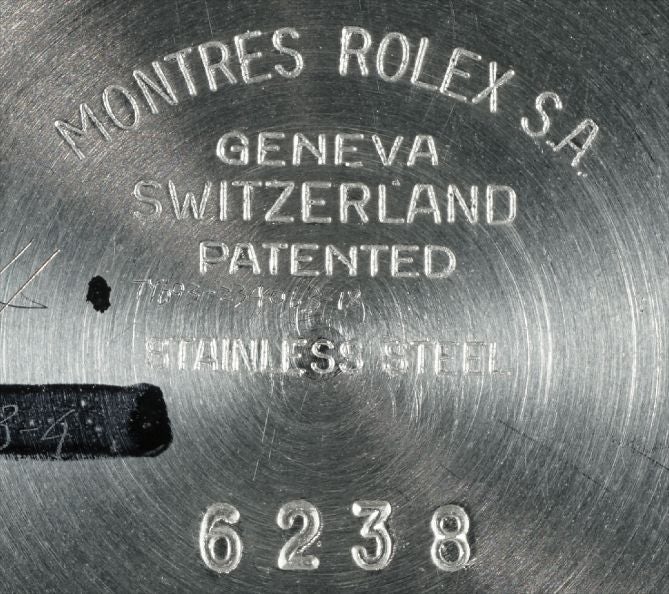 MONTRES ROLEX S.A.
GENEVA
SWITZERLAND
PATENTED
STAINLESS STEEL
6238